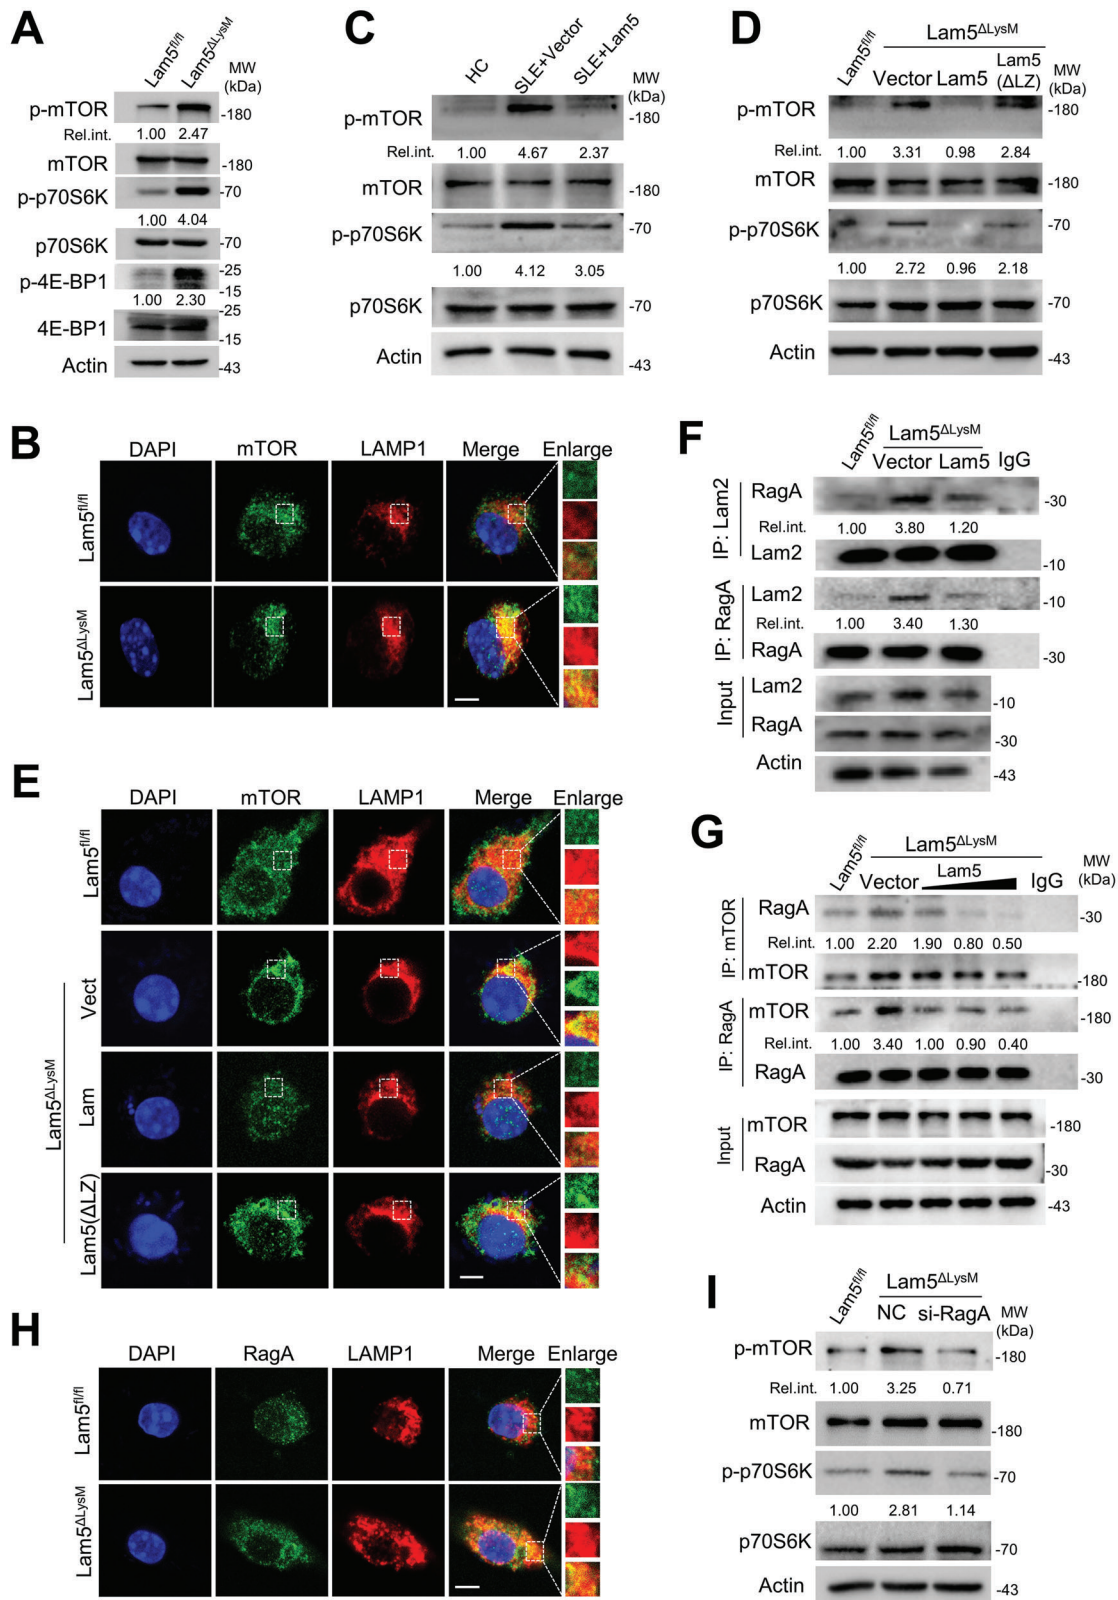 A
Lam5fl/fl
Lam5ΔLysM
MW
(kDa)
p-mTOR
-180
Rel.int. 1.00 2.47
mTOR
-180
p-p70S6K
-70
1.00 4.04
p70S6K
-70
p-4E-BP1
-25
-15
1.00 2.30
-25
4E-BP1
-15
Actin
-43
C
HC
SLE+Vector
SLE+Lam5
MW
(kDa)
p-mTOR
-180
Rel.int. 1.00 4.67 2.37
mTOR
-180
p-p70S6K
-70
1.00 4.12 3.05
p70S6K
-70
Actin
-43
D
Lam5fl/fl
Lam5ΔLysM
Vector Lam5 Lam5
(ΔLZ)
MW
(kDa)
p-mTOR
-180
Rel.int. 1.00 3.31 0.98 2.84
mTOR
-180
p-p70S6K
-70
1.00 2.72 0.96 2.18
p70S6K
-70
Actin
-43
B
DAPI mTOR LAMP1 Merge Enlarge
Lam5fl/fl
Lam5ΔLysM
F
Lam5fl/fl
Lam5ΔLysM
Vector Lam5 IgG
IP: Lam2
RagA
-30
Rel.int. 1.00 3.80 1.20
Lam2
-10
IP: RagA
Lam2
-10
Rel.int. 1.00 3.40 1.30
RagA
-30
Input
Lam2
-10
RagA
-30
Actin
-43
E
DAPI mTOR LAMP1 Merge Enlarge
Lam5fl/fl
Lam5ΔLysM
Vect
Lam
Lam5(ΔLZ)
G
Lam5fl/fl
Lam5ΔLysM
Vector Lam5 IgG
MW
(kDa)
IP: mTOR
RagA
-30
Rel.int. 1.00 2.20 1.90 0.80 0.50
mTOR
-180
IP: RagA
mTOR
-180
Rel.int. 1.00 3.40 1.00 0.90 0.40
RagA
-30
Input
mTOR
-180
RagA
-30
Actin
-43
H
DAPI RagA LAMP1 Merge Enlarge
Lam5fl/fl
Lam5ΔLysM
I
Lam5fl/fl
Lam5ΔLysM
NC si-RagA
MW
(kDa)
p-mTOR
-180
Rel.int. 1.00 3.25 0.71
mTOR
-180
p-p70S6K
-70
1.00 2.81 1.14
p70S6K
-70
Actin
-43